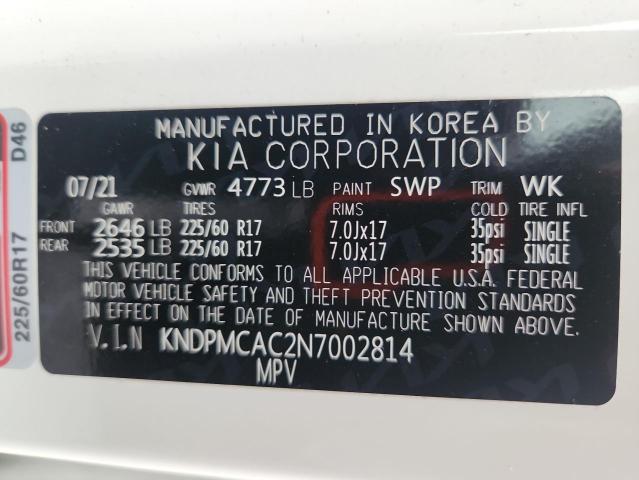 MANUFACTURED IN KOREA BY
KIA CORPORATION
07/21 GVWR 4773 LB PAINT SWP TRIM WK
GAWR TIRES RIMS COLD TIRE INFL
FRONT 2646 LB 225/60 R17 7.0Jx17 35psi SINGLE
REAR 2535 LB 225/60 R17 7.0Jx17 35psi SINGLE
THIS VEHICLE CONFORMS TO ALL APPLICABLE U.S.A. FEDERAL
MOTOR VEHICLE SAFETY AND THEFT PREVENTION STANDARDS
IN EFFECT ON THE DATE OF MANUFACTURE SHOWN ABOVE.
V.I.N KNDPMCAC2N7002814
MPV
225/60R17 D46